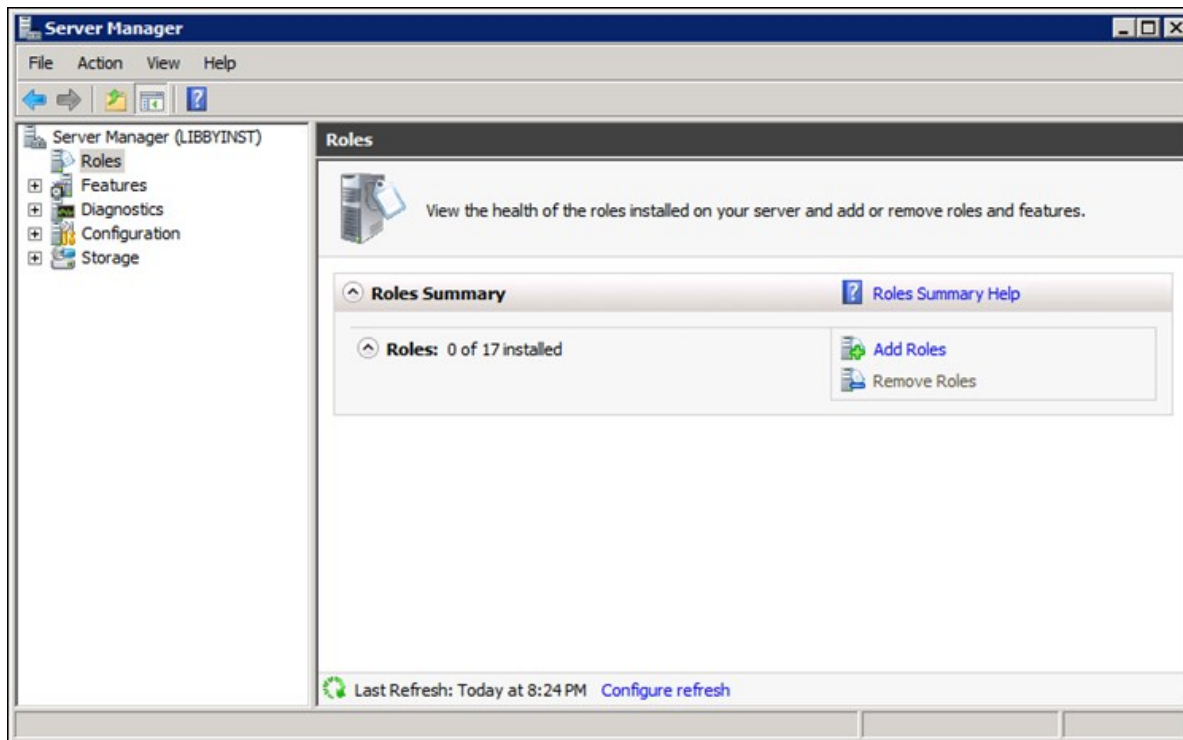 Server Manager
File Action View Help
Server Manager (LIBBYINST)
Roles
Features
Diagnostics
Configuration
Storage
Roles
View the health of the roles installed on your server and add or remove roles and features.
Roles Summary
Roles Summary Help
Roles: 0 of 17 installed
Add Roles
Remove Roles
Last Refresh: Today at 8:24 PM Configure refresh